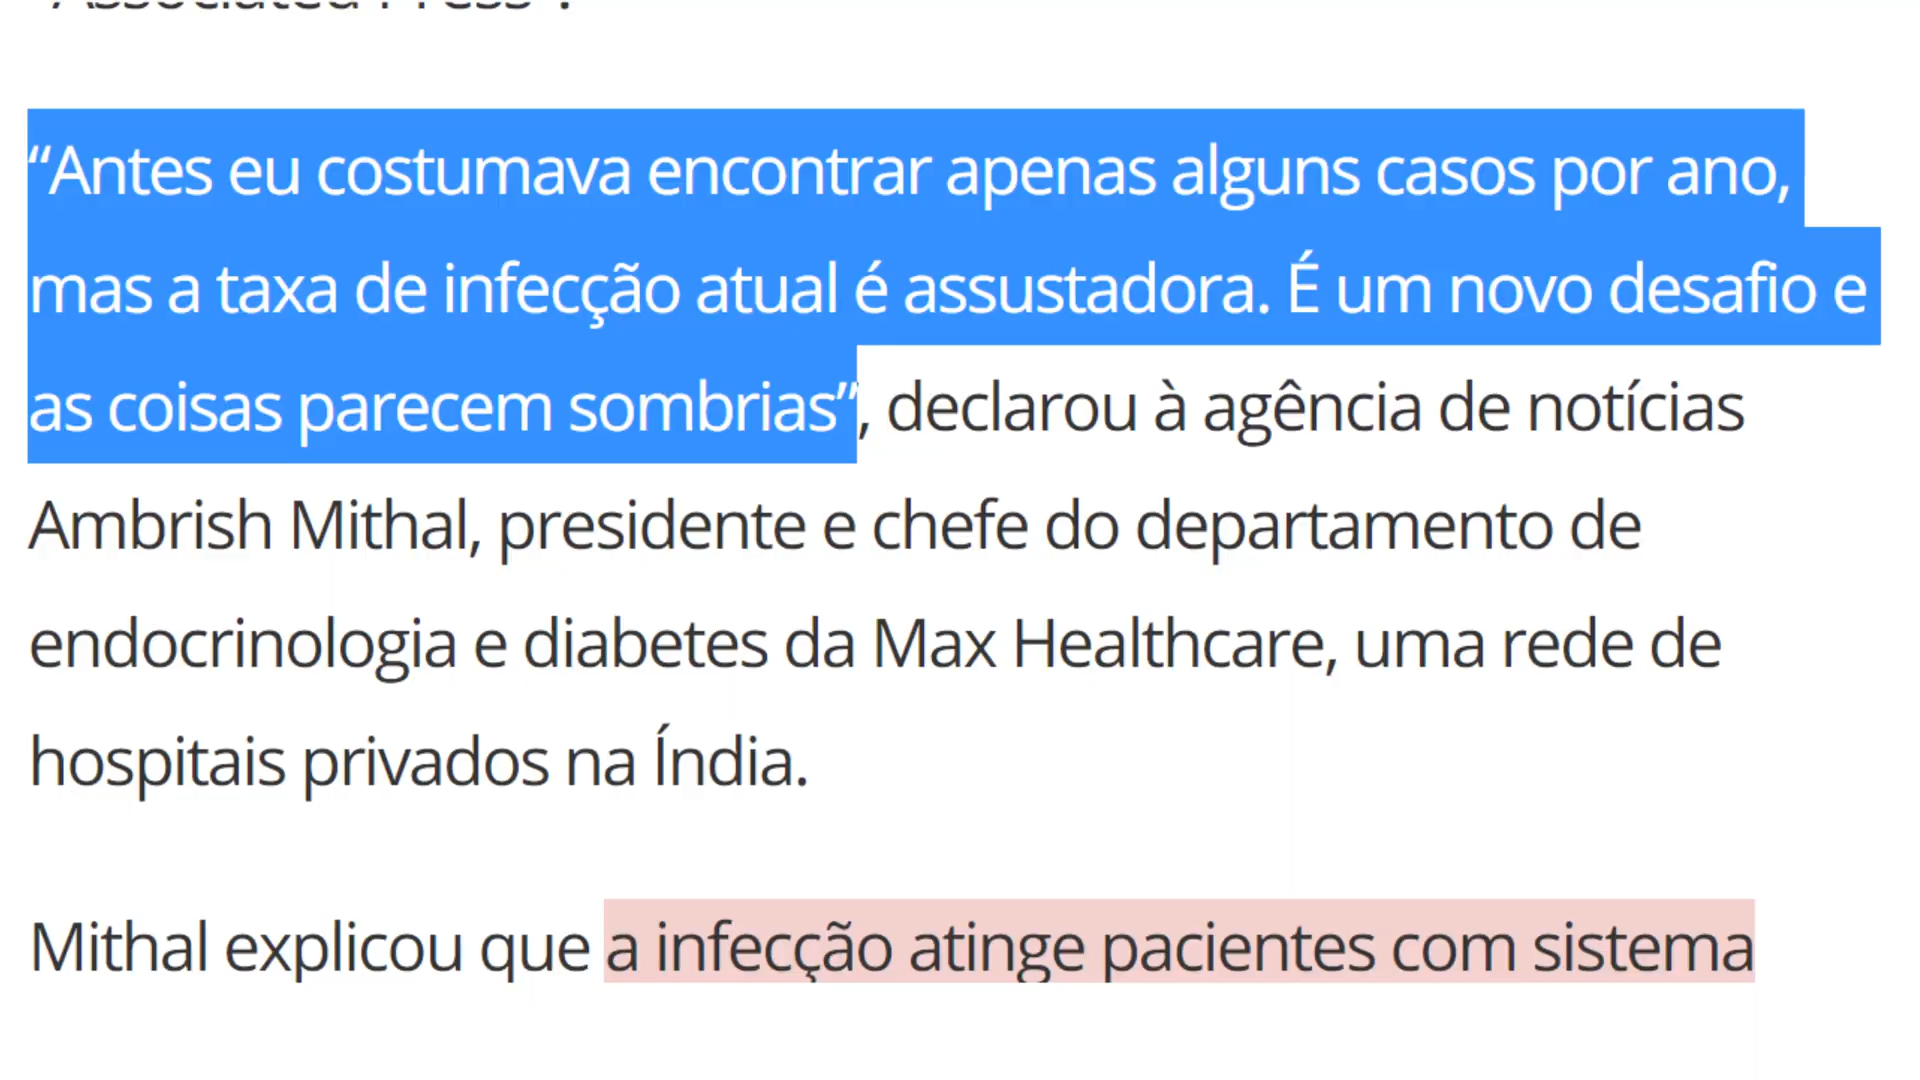 "Associated Press".
“Antes eu costumava encontrar apenas alguns casos por ano,
mas a taxa de infecção atual é assustadora. É um novo desafio e
as coisas parecem sombrias”, declarou à agência de notícias
Ambrish Mithal, presidente e chefe do departamento de
endocrinologia e diabetes da Max Healthcare, uma rede de
hospitais privados na Índia.
Mithal explicou que a infecção atinge pacientes com sistema